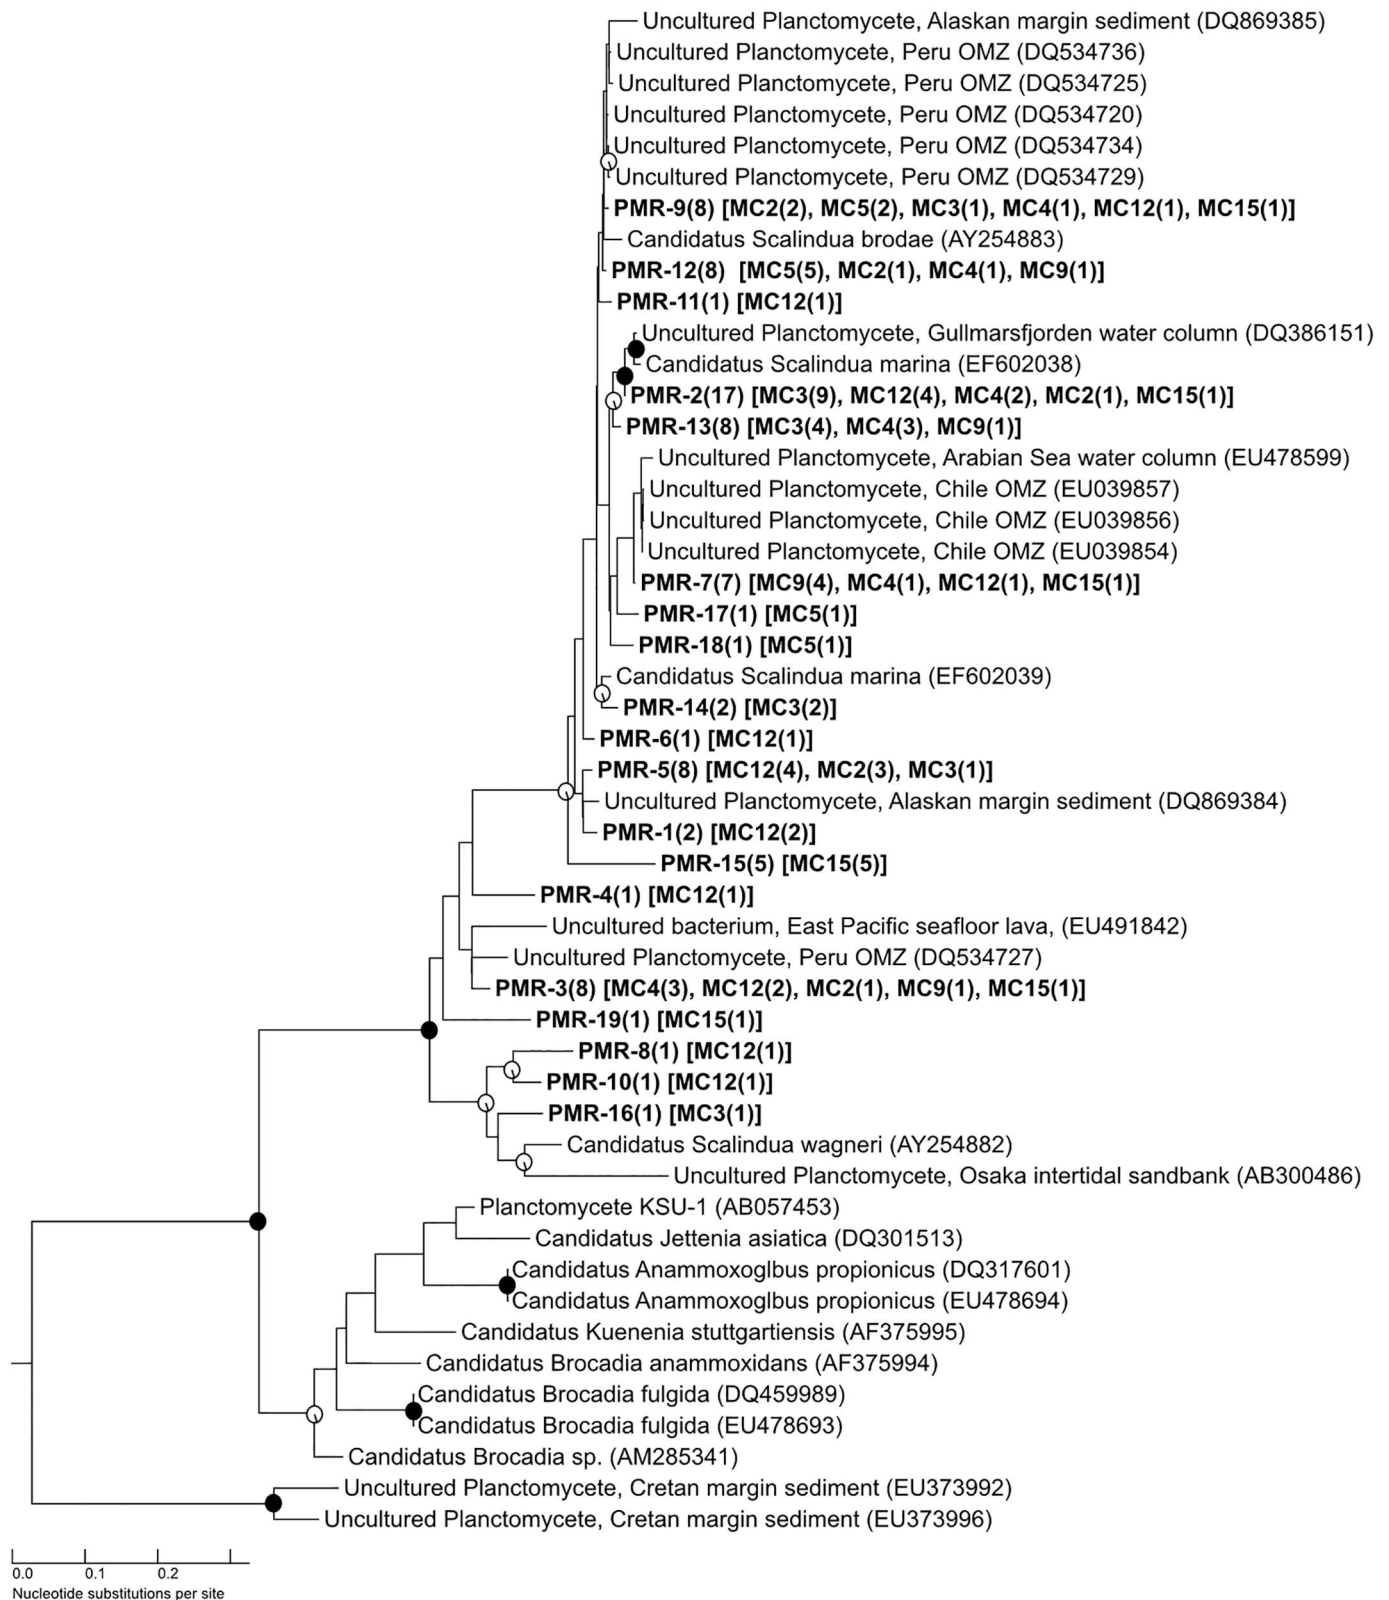 Uncultured Planctomycete, Alaskan margin sediment (DQ869385)
Uncultured Planctomycete, Peru OMZ (DQ534736)
Uncultured Planctomycete, Peru OMZ (DQ534725)
Uncultured Planctomycete, Peru OMZ (DQ534720)
Uncultured Planctomycete, Peru OMZ (DQ534734)
Uncultured Planctomycete, Peru OMZ (DQ534729)
PMR-9(8) [MC2(2), MC5(2), MC3(1), MC4(1), MC12(1), MC15(1)]
Candidatus Scalindua brodae (AY254883)
PMR-12(8) [MC5(5), MC2(1), MC4(1), MC9(1)]
PMR-11(1) [MC12(1)]
Uncultured Planctomycete, Gullmarsfjorden water column (DQ386151)
Candidatus Scalindua marina (EF602038)
PMR-2(17) [MC3(9), MC12(4), MC4(2), MC2(1), MC15(1)]
PMR-13(8) [MC3(4), MC4(3), MC9(1)]
Uncultured Planctomycete, Arabian Sea water column (EU478599)
Uncultured Planctomycete, Chile OMZ (EU039857)
Uncultured Planctomycete, Chile OMZ (EU039856)
Uncultured Planctomycete, Chile OMZ (EU039854)
PMR-7(7) [MC9(4), MC4(1), MC12(1), MC15(1)]
PMR-17(1) [MC5(1)]
PMR-18(1) [MC5(1)]
Candidatus Scalindua marina (EF602039)
PMR-14(2) [MC3(2)]
PMR-6(1) [MC12(1)]
PMR-5(8) [MC12(4), MC2(3), MC3(1)]
Uncultured Planctomycete, Alaskan margin sediment (DQ869384)
PMR-1(2) [MC12(2)]
PMR-15(5) [MC15(5)]
PMR-4(1) [MC12(1)]
Uncultured bacterium, East Pacific seafloor lava, (EU491842)
Uncultured Planctomycete, Peru OMZ (DQ534727)
PMR-3(8) [MC4(3), MC12(2), MC2(1), MC9(1), MC15(1)]
PMR-19(1) [MC15(1)]
PMR-8(1) [MC12(1)]
PMR-10(1) [MC12(1)]
PMR-16(1) [MC3(1)]
Candidatus Scalindua wagneri (AY254882)
Uncultured Planctomycete, Osaka intertidal sandbank (AB300486)
Planctomycete KSU-1 (AB057453)
Candidatus Jettenia asiatica (DQ301513)
Candidatus Anammoxoglbus propionicus (DQ317601)
Candidatus Anammoxoglbus propionicus (EU478694)
Candidatus Kuenenia stuttgartiensis (AF375995)
Candidatus Brocadia anammoxidans (AF375994)
Candidatus Brocadia fulgida (DQ459989)
Candidatus Brocadia fulgida (EU478693)
Candidatus Brocadia sp. (AM285341)
Uncultured Planctomycete, Cretan margin sediment (EU373992)
Uncultured Planctomycete, Cretan margin sediment (EU373996)
0.0 0.1 0.2
Nucleotide substitutions per site